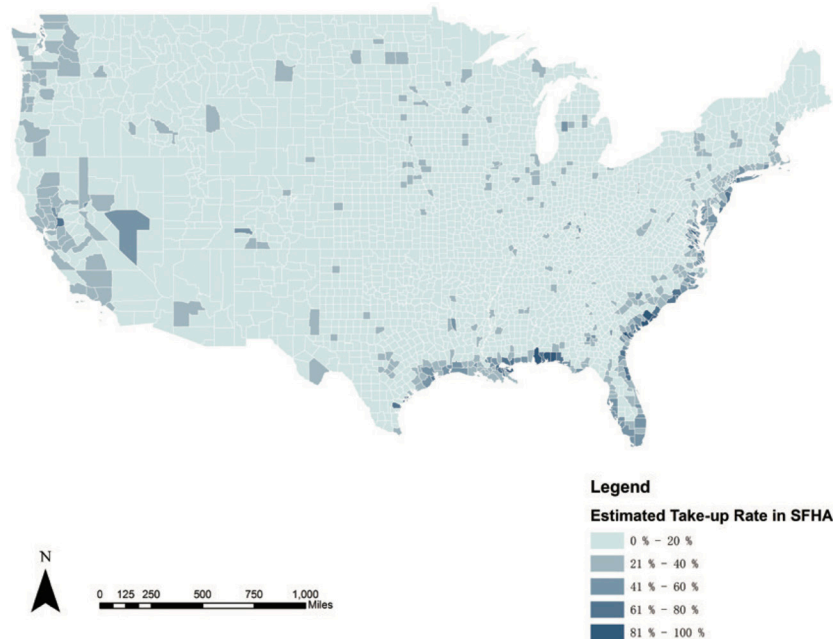 Legend
Estimated Take-up Rate in SFHA
0 % - 20 %
21 % - 40 %
41 % - 60 %
61 % - 80 %
81 % - 100 %
N
0 125 250 500 750 1,000
Miles